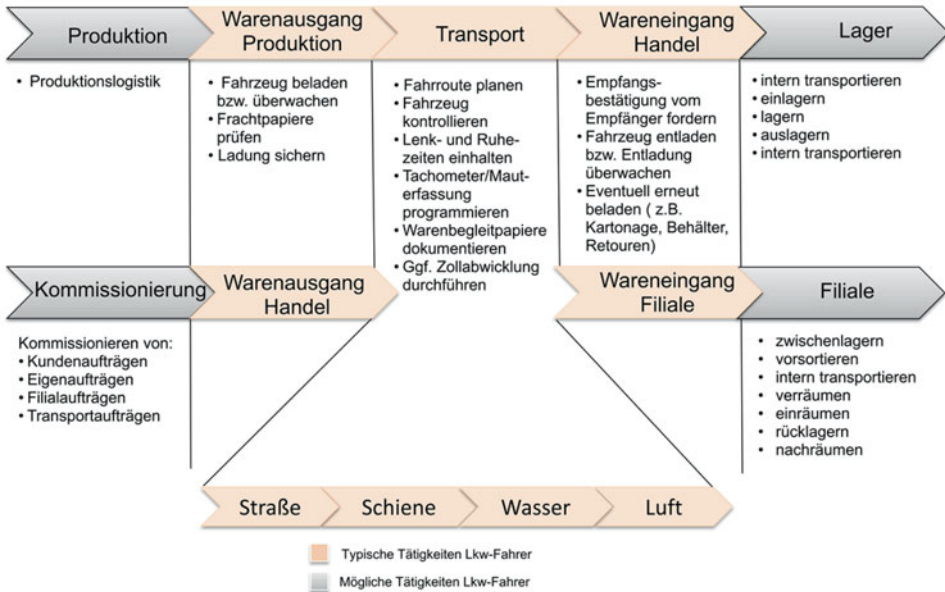 Produktion
Warenausgang
Produktion
Transport
Wareneingang
Handel
Lager
• Produktionslogistik
• Fahrzeug beladen
bzw. überwachen
• Frachtpapiere
prüfen
• Ladung sichern
• Fahrroute planen
• Fahrzeug
kontrollieren
• Lenk- und Ruhe-
zeiten einhalten
• Tachometer/Maut-
erfassung
programmieren
• Warenbegleitpapiere
dokumentieren
• Ggf. Zollabwicklung
durchführen
• Empfangs-
bestätigung vom
Empfänger fordern
• Fahrzeug entladen
bzw. Entladung
überwachen
• Eventuell erneut
beladen ( z.B.
Kartonage, Behälter,
Retouren)
• intern transportieren
• einlagern
• lagern
• auslagern
• intern transportieren
Kommissionierung
Warenausgang
Handel
Wareneingang
Filiale
Filiale
Kommissionieren von:
• Kundenaufträgen
• Eigenaufträgen
• Filialaufträgen
• Transportaufträgen
• zwischenlagern
• vorsortieren
• intern transportieren
• verräumen
• einräumen
• rücklagern
• nachräumen
Straße
Schiene
Wasser
Luft
Typische Tätigkeiten Lkw-Fahrer
Mögliche Tätigkeiten Lkw-Fahrer